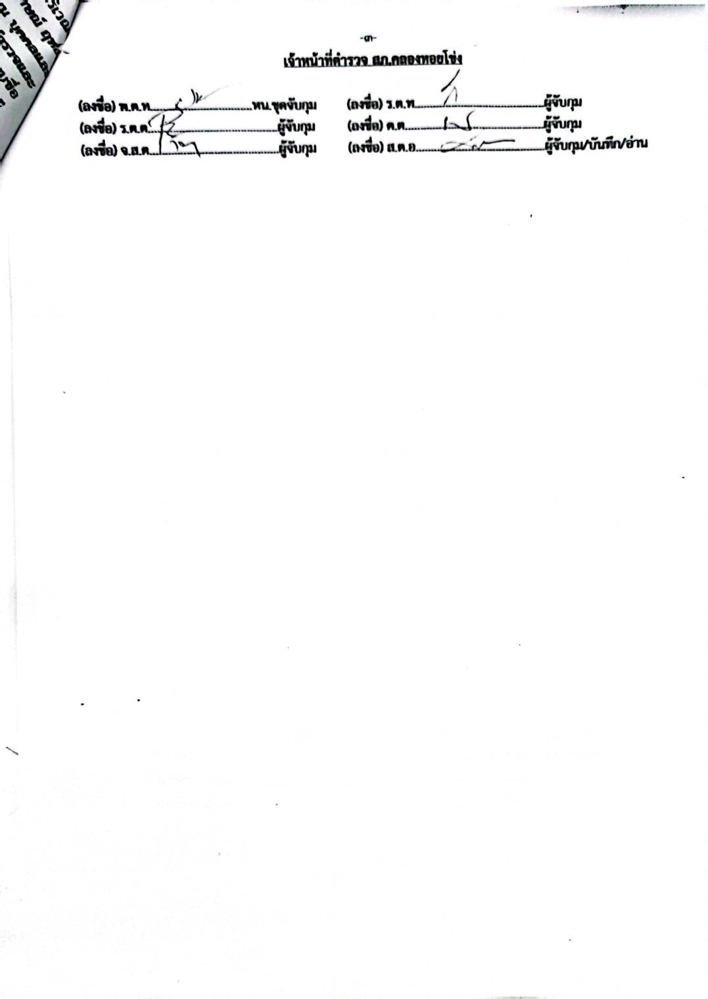 -๓-
เจ้าหน้าที่ตำรวจ สภ.คลองหอยโข่ง
(ลงชื่อ) พ.ต.ท.....................................หน.ชุดจับกุม (ลงชื่อ) ร.ต.ท.....................................ผู้จับกุม
(ลงชื่อ) ร.ต.ต.....................................ผู้จับกุม (ลงชื่อ) ด.ต.....................................ผู้จับกุม
(ลงชื่อ) จ.ส.ต.....................................ผู้จับกุม (ลงชื่อ) ส.ต.อ.....................................ผู้จับกุม/บันทึก/อ่าน